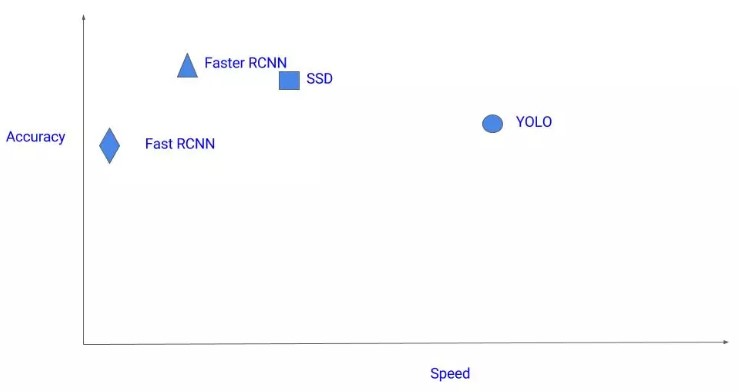 Faster RCNN
SSD
YOLO
Accuracy
Fast RCNN
Speed